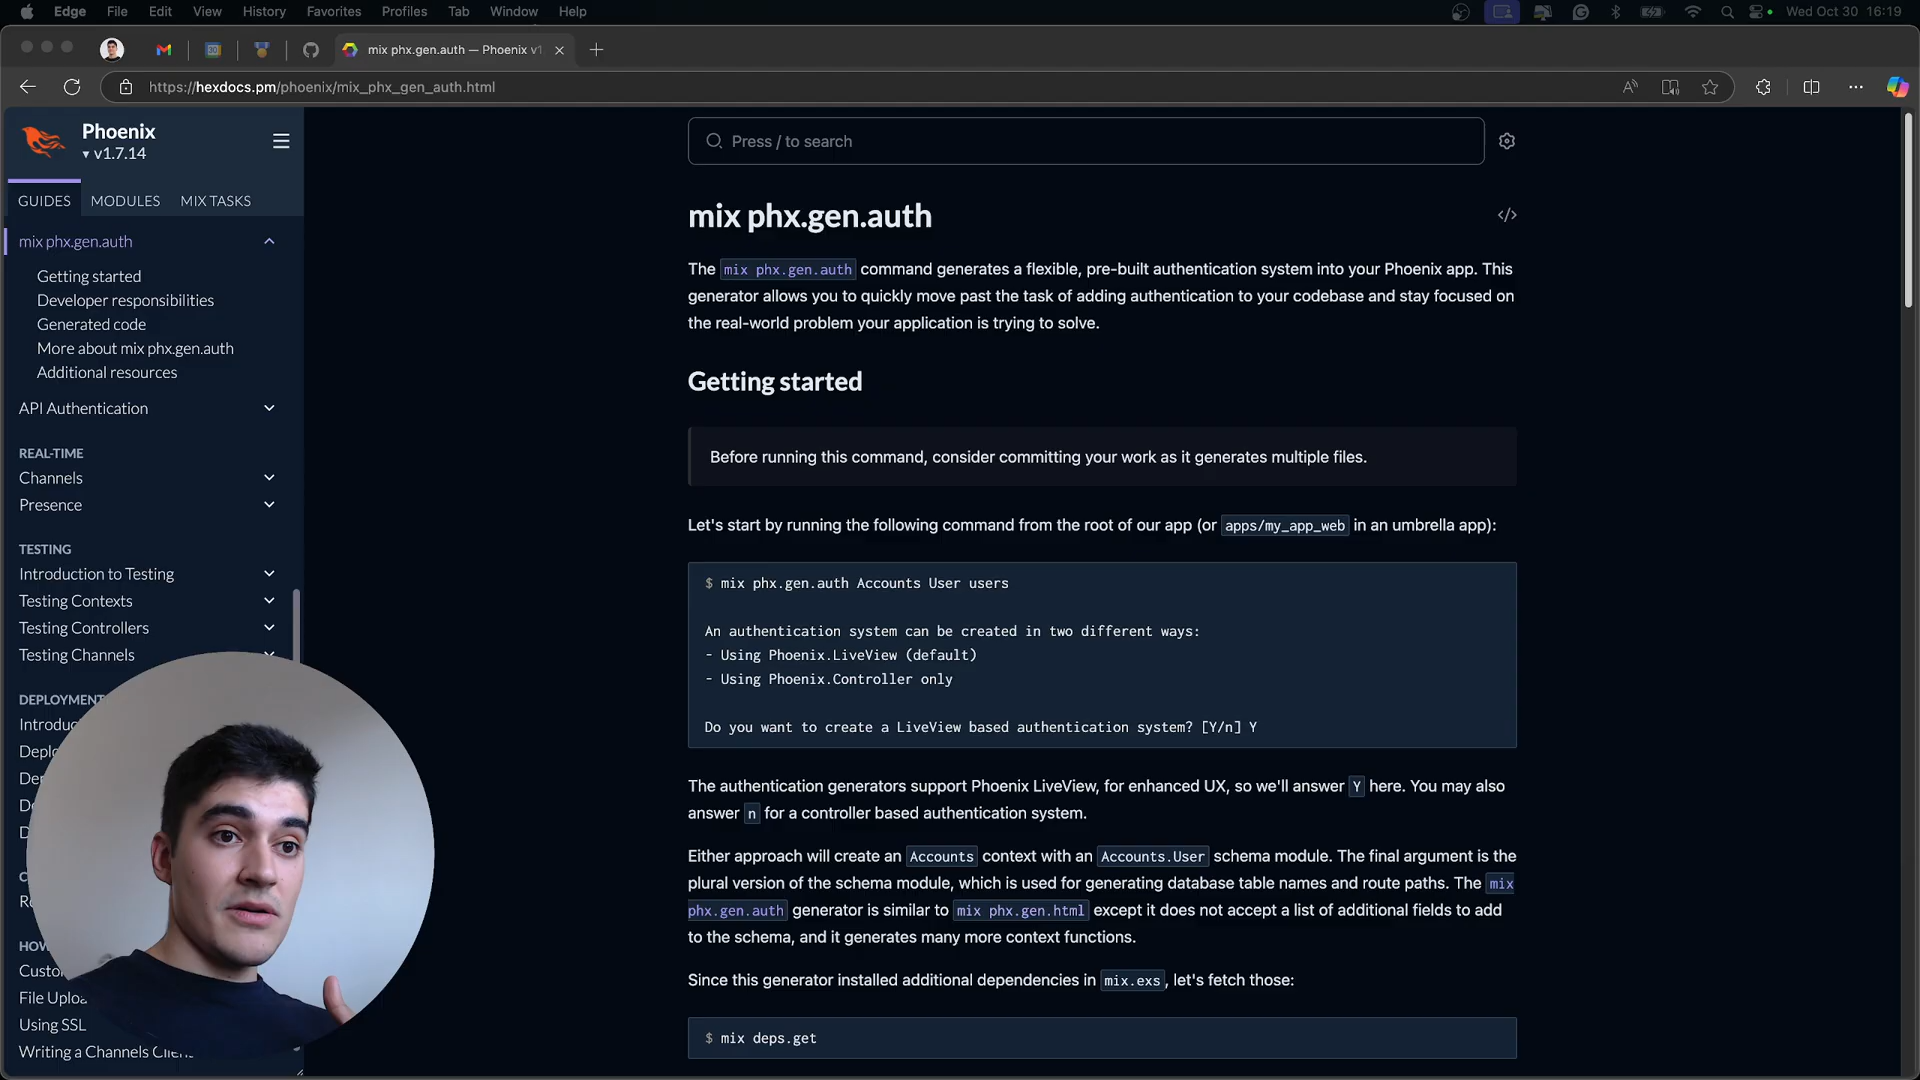 Edge File Edit View History Favorites Profiles Tab Window Help Wed Oct 30 16:19
mix phx.gen.auth — Phoenix v1
https://hexdocs.pm/phoenix/mix_phx_gen_auth.html
Phoenix
v1.7.14
GUIDES MODULES MIX TASKS
mix phx.gen.auth
Getting started
Developer responsibilities
Generated code
More about mix phx.gen.auth
Additional resources
API Authentication
REAL-TIME
Channels
Presence
TESTING
Introduction to Testing
Testing Contexts
Testing Controllers
Testing Channels
DEPLOYMENT
Introduc
Deplo
De
D
D
C
Ro
HOW
Custo
File Uploa
Using SSL
Writing a Channels Client
Press / to search
mix phx.gen.auth
</>
The mix phx.gen.auth command generates a flexible, pre-built authentication system into your Phoenix app. This
generator allows you to quickly move past the task of adding authentication to your codebase and stay focused on
the real-world problem your application is trying to solve.
Getting started
Before running this command, consider committing your work as it generates multiple files.
Let's start by running the following command from the root of our app (or apps/my_app_web in an umbrella app):
$ mix phx.gen.auth Accounts User users
An authentication system can be created in two different ways:
- Using Phoenix.LiveView (default)
- Using Phoenix.Controller only
Do you want to create a LiveView based authentication system? [Y/n] Y
The authentication generators support Phoenix LiveView, for enhanced UX, so we'll answer Y here. You may also
answer n for a controller based authentication system.
Either approach will create an Accounts context with an Accounts.User schema module. The final argument is the
plural version of the schema module, which is used for generating database table names and route paths. The mix
phx.gen.auth generator is similar to mix phx.gen.html except it does not accept a list of additional fields to add
to the schema, and it generates many more context functions.
Since this generator installed additional dependencies in mix.exs, let's fetch those:
$ mix deps.get